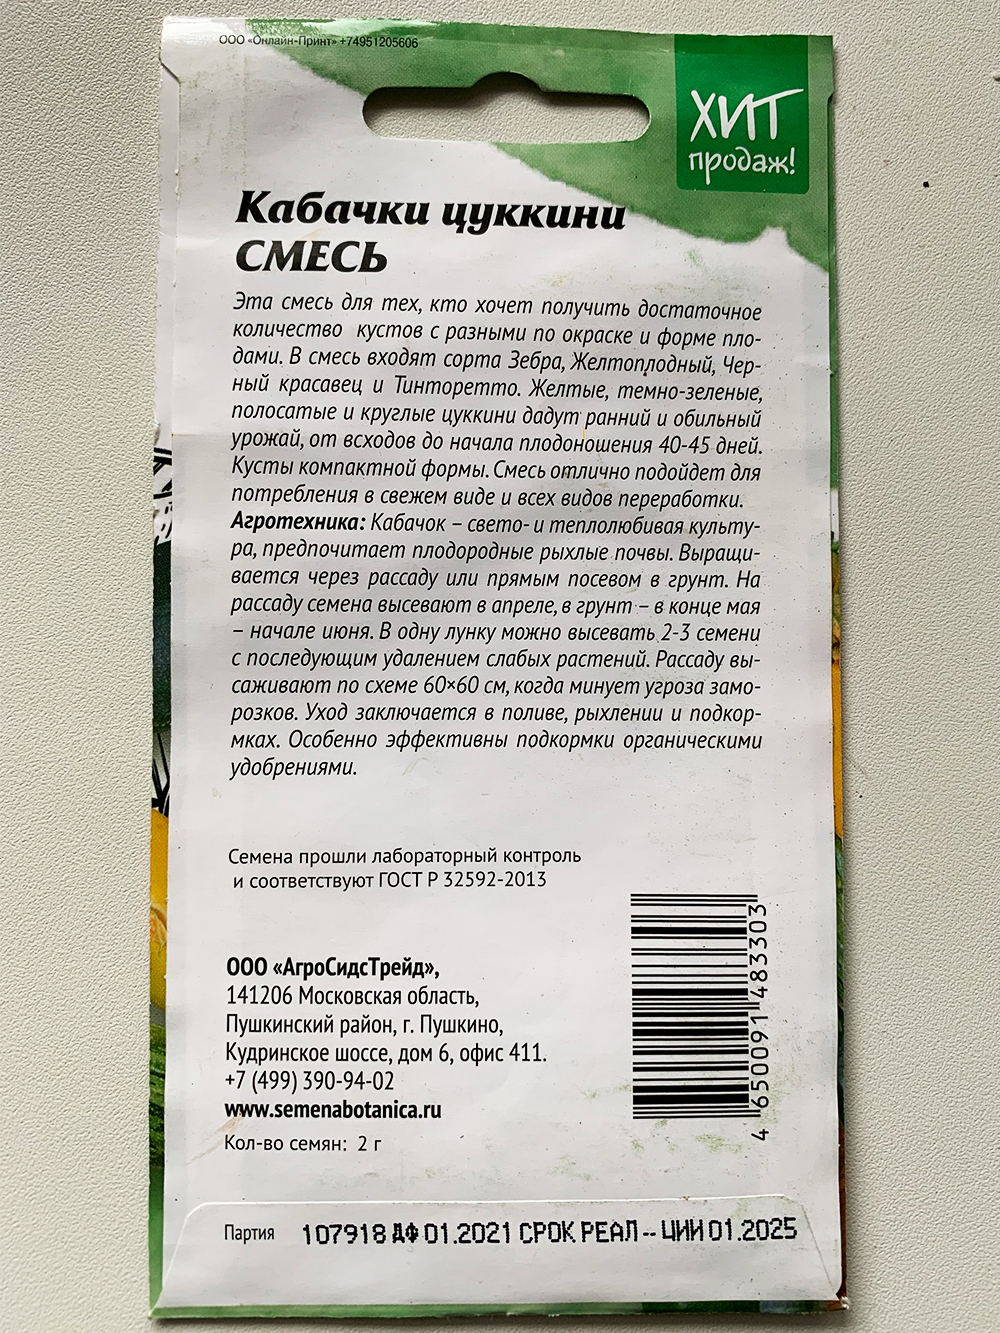 ООО «Онлайн-Принт» +74951205606
ХИТ
продаж!
Кабачки цуккини
СМЕСЬ
Эта смесь для тех, кто хочет получить достаточное
количество кустов с разными по окраске и форме пло-
дами. В смесь входят сорта Зебра, Желтоплодный, Чер-
ный красавец и Тинторетто. Желтые, темно-зеленые,
полосатые и круглые цуккини дадут ранний и обильный
урожай, от всходов до начала плодоношения 40-45 дней.
Кусты компактной формы. Смесь отлично подойдет для
потребления в свежем виде и всех видов переработки.
Агротехника: Кабачок – свето- и теплолюбивая культу-
ра, предпочитает плодородные рыхлые почвы. Выращи-
вается через рассаду или прямым посевом в грунт. На
рассаду семена высевают в апреле, в грунт – в конце мая
– начале июня. В одну лунку можно высевать 2-3 семени
с последующим удалением слабых растений. Рассаду вы-
саживают по схеме 60×60 см, когда минует угроза замо-
розков. Уход заключается в поливе, рыхлении и подкор-
мках. Особенно эффективны подкормки органическими
удобрениями.
Семена прошли лабораторный контроль
и соответствуют ГОСТ Р 32592-2013
ООО «АгроСидсТрейд»,
141206 Московская область,
Пушкинский район, г. Пушкино,
Кудринское шоссе, дом 6, офис 411.
+7 (499) 390-94-02
www.semenabotanica.ru
Кол-во семян: 2 г
4 650091 483303
Партия 107918 ДФ 01.2021 СРОК РЕАЛ -- ЦИИ 01.2025